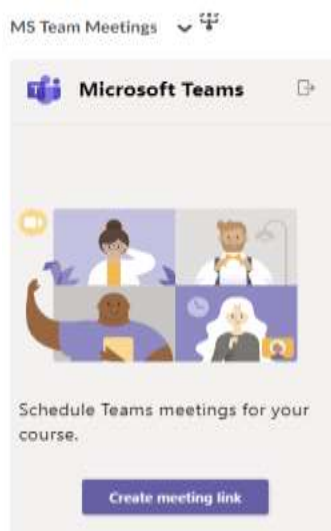 MS Team Meetings
Microsoft Teams
Schedule Teams meetings for your
course.
Create meeting link